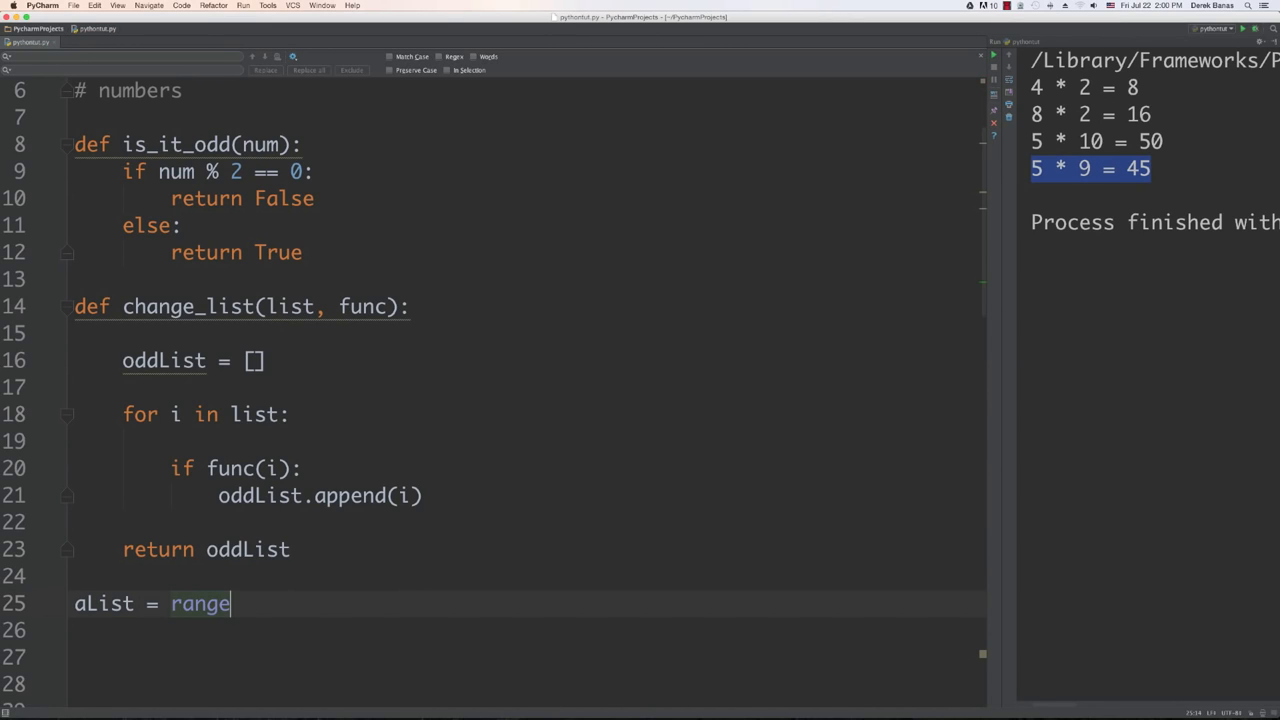 PyCharm File Edit View Navigate Code Refactor Run Tools VCS Window Help
10 Fri Jul 22 2:00 PM Derek Banas
pythontut.py - PycharmProjects - [~/PycharmProjects]
PycharmProjects pythontut.py
pythontut
pythontut.py
Run pythontut
Match Case Regex Words
Replace Replace all Exclude Preserve Case In Selection
6 # numbers
7
8 def is_it_odd(num):
9 if num % 2 == 0:
10 return False
11 else:
12 return True
13
14 def change_list(list, func):
15
16 oddList = []
17
18 for i in list:
19
20 if func(i):
21 oddList.append(i)
22
23 return oddList
24
25 aList = range
26
27
28
/Library/Frameworks/P
4 * 2 = 8
8 * 2 = 16
5 * 10 = 50
5 * 9 = 45
Process finished with
25:14 LF÷ UTF-8÷